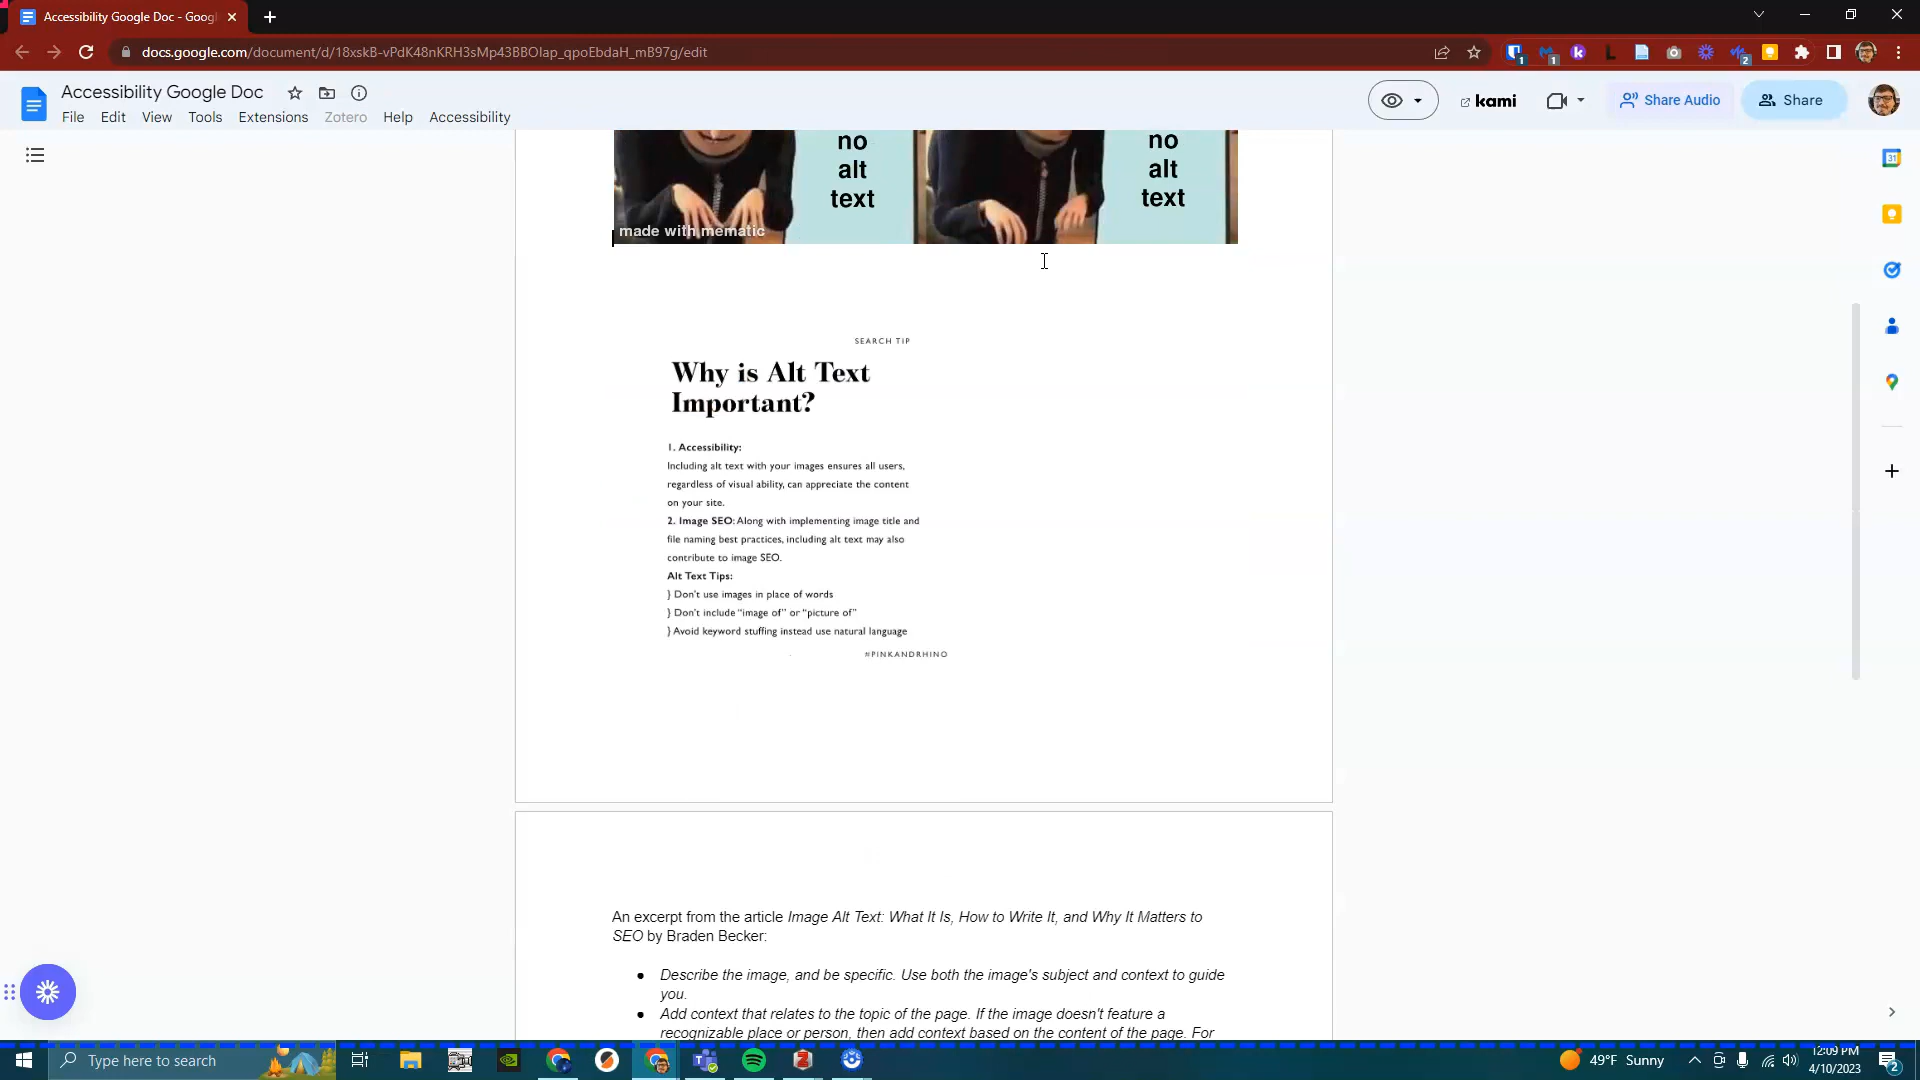 Accessibility Google Doc - Googl
docs.google.com/document/d/18xskB-vPdK48nKRH3sMp43BBOlap_qpoEbdaH_mB97g/edit
1
1
2
Accessibility Google Doc
File Edit View Tools Extensions Zotero Help Accessibility
kami
Share Audio
Share
31
no
alt
text
no
alt
text
made with mematic
SEARCH TIP
Why is Alt Text
Important?
1. Accessibility:
Including alt text with your images ensures all users,
regardless of visual ability, can appreciate the content
on your site.
2. Image SEO: Along with implementing image title and
file naming best practices, including alt text may also
contribute to image SEO.
Alt Text Tips:
} Don't use images in place of words
} Don't include "image of" or "picture of"
} Avoid keyword stuffing instead use natural language
#PINKANDRHINO
An excerpt from the article Image Alt Text: What It Is, How to Write It, and Why It Matters to
SEO by Braden Becker:
● Describe the image, and be specific. Use both the image's subject and context to guide
you.
● Add context that relates to the topic of the page. If the image doesn't feature a
recognizable place or person, then add context based on the content of the page. For
Type here to search
49°F Sunny
12:09 PM
4/10/2023
2